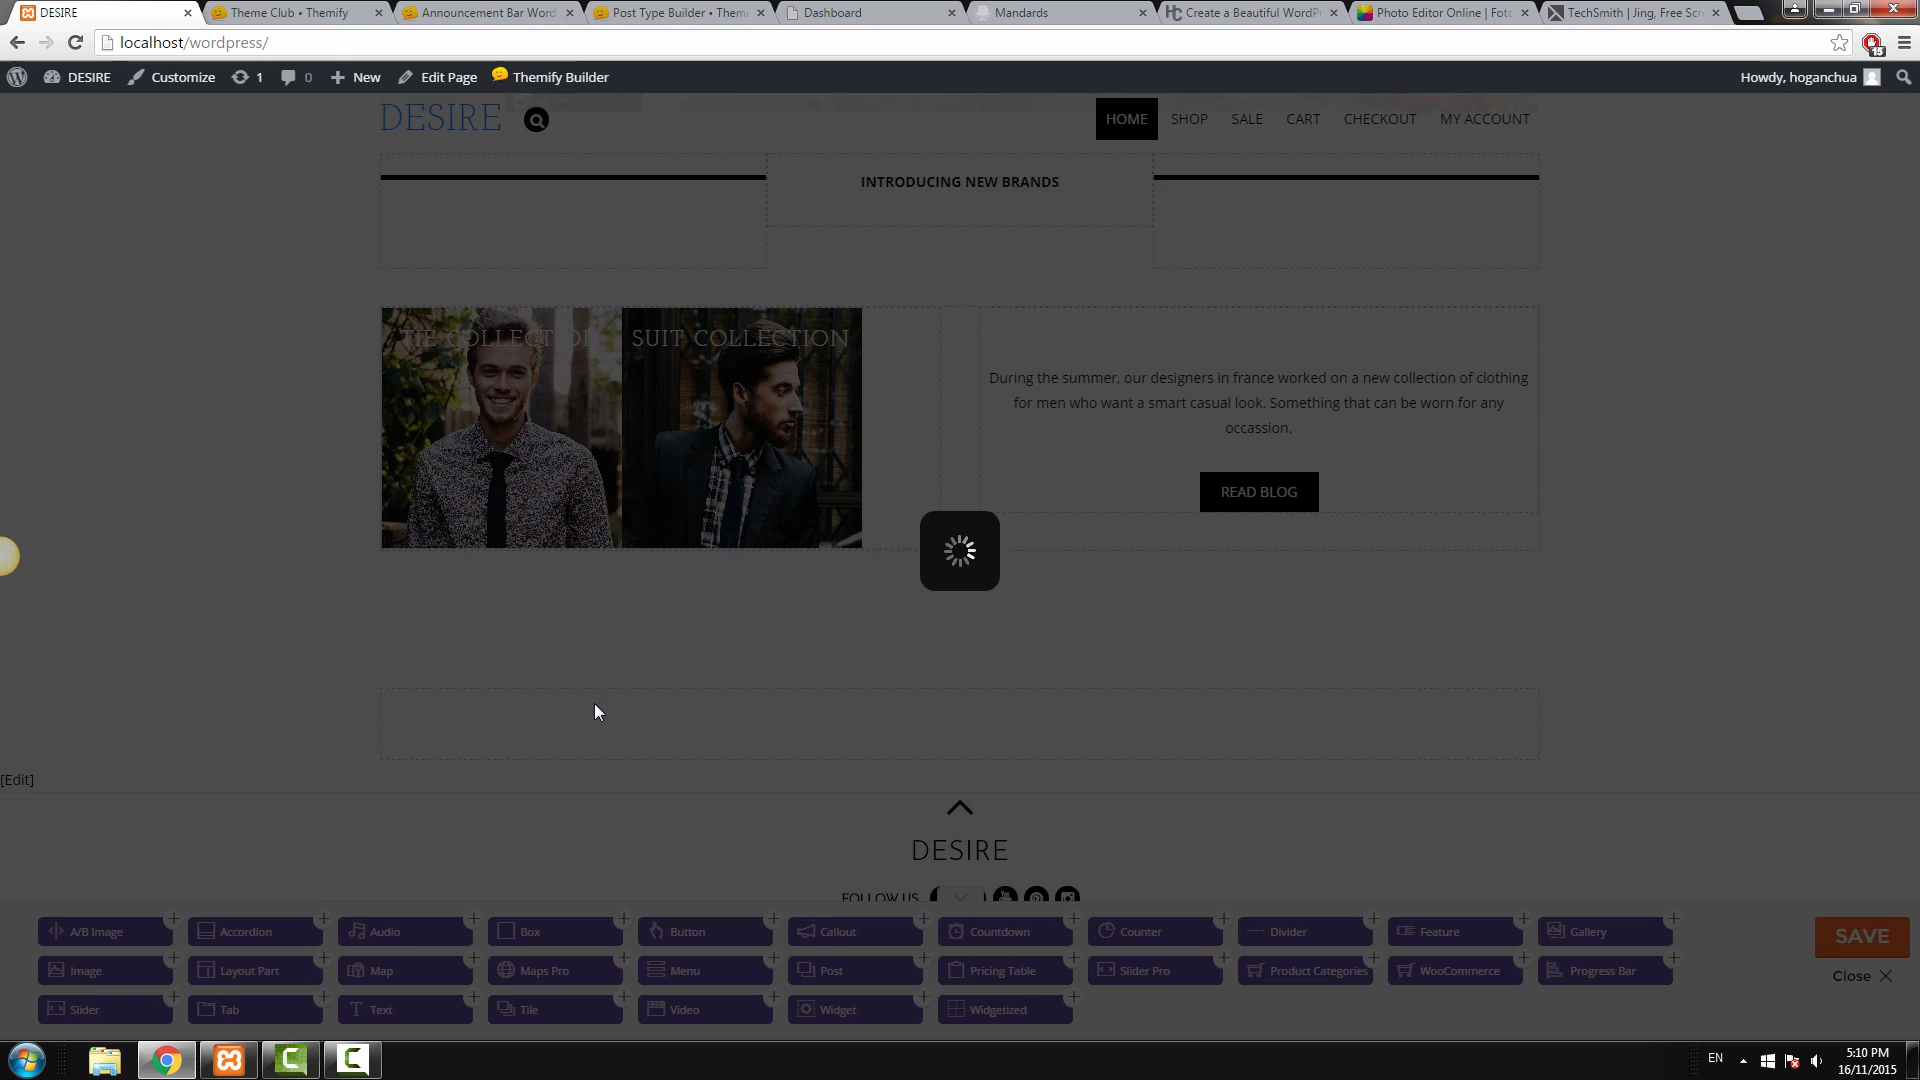 DESIRE
Theme Club • Themify
Announcement Bar Word
Post Type Builder • Them
Dashboard
Mandards
Create a Beautiful WordP
Photo Editor Online | Fot
TechSmith | Jing, Free Scr
localhost/wordpress/
15
DESIRE
Customize
1
0
New
Edit Page
Themify Builder
Howdy, hoganchua
DESIRE
HOME
SHOP
SALE
CART
CHECKOUT
MY ACCOUNT
INTRODUCING NEW BRANDS
TIE COLLECTION
SUIT COLLECTION
During the summer, our designers in france worked on a new collection of clothing
for men who want a smart casual look. Something that can be worn for any
occassion.
READ BLOG
[Edit]
DESIRE
FOLLOW US
A/B Image
Accordion
Audio
Box
Button
Callout
Countdown
Counter
Divider
Feature
Gallery
SAVE
Image
Layout Part
Map
Maps Pro
Menu
Post
Pricing Table
Slider Pro
Product Categories
WooCommerce
Progress Bar
Close
Slider
Tab
Text
Tile
Video
Widget
Widgetized
EN
5:10 PM
16/11/2015